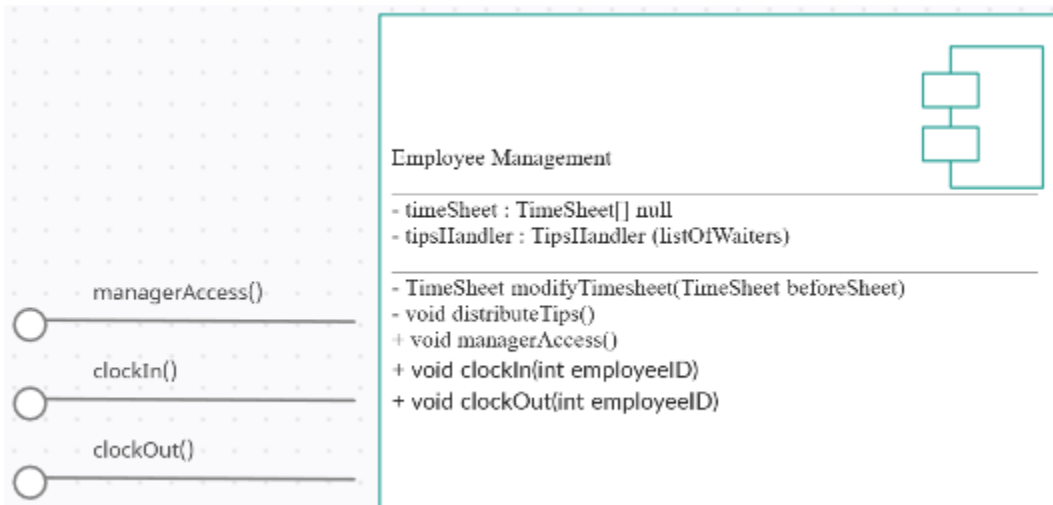 Employee Management
- timeSheet : TimeSheet[] null
- tipsHandler : TipsHandler (listOfWaiters)
- TimeSheet modifyTimesheet(TimeSheet beforeSheet)
- void distributeTips()
+ void managerAccess()
+ void clockIn(int employeeID)
+ void clockOut(int employeeID)
managerAccess()
clockIn()
clockOut()